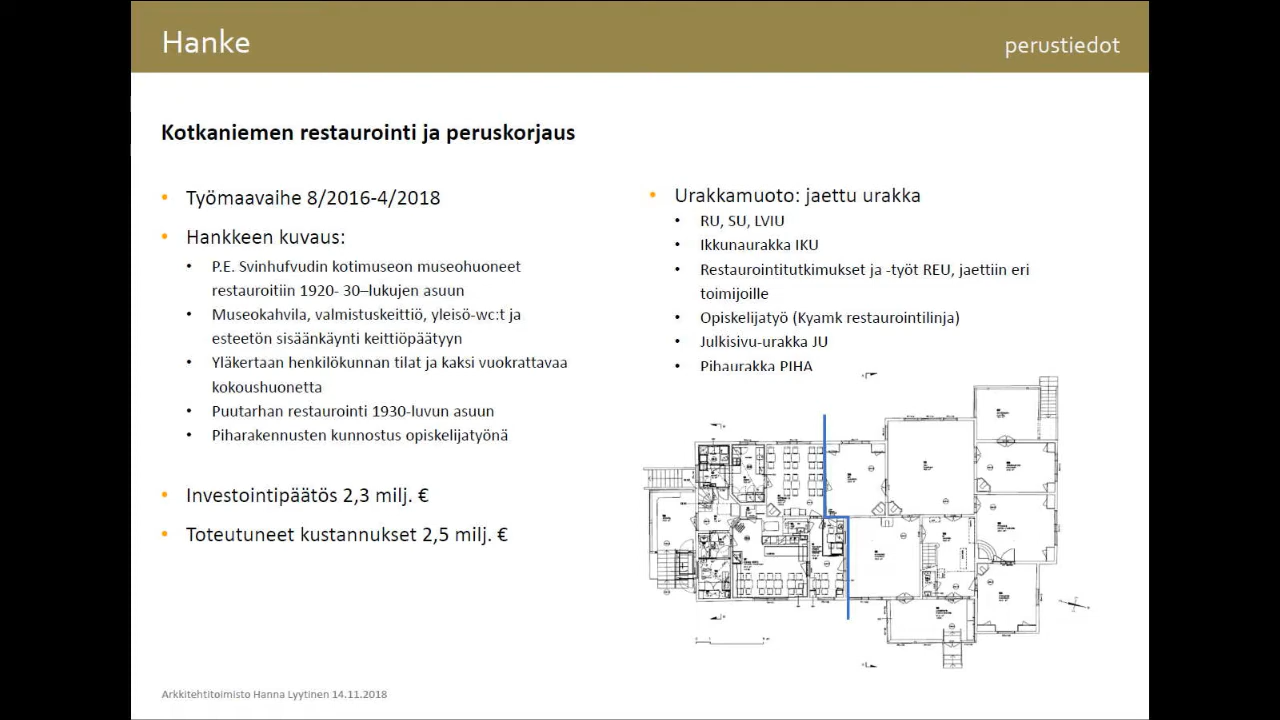 Hanke
perustiedot
Kotkaniemen restaurointi ja peruskorjaus
• Työmaavaihe 8/2016-4/2018
• Hankkeen kuvaus:
• P.E. Svinhufvudin kotimuseon museohuoneet
restauroitiin 1920- 30–lukujen asuun
• Museokahvila, valmistuskeittiö, yleisö-wc:t ja
esteetön sisäänkäynti keittiöpäätyyn
• Yläkertaan henkilökunnan tilat ja kaksi vuokrattavaa
kokoushuonetta
• Puutarhan restaurointi 1930-luvun asuun
• Piharakennusten kunnostus opiskelijatyönä
• Investointipäätös 2,3 milj. €
• Toteutuneet kustannukset 2,5 milj. €
• Urakkamuoto: jaettu urakka
• RU, SU, LVIU
• Ikkunaurakka IKU
• Restaurointitutkimukset ja -työt REU, jaettiin eri
toimijoille
• Opiskelijatyö (Kyamk restaurointilinja)
• Julkisivu-urakka JU
• Pihaurakka PIHA
Arkkitehtitoimisto Hanna Lyytinen 14.11.2018